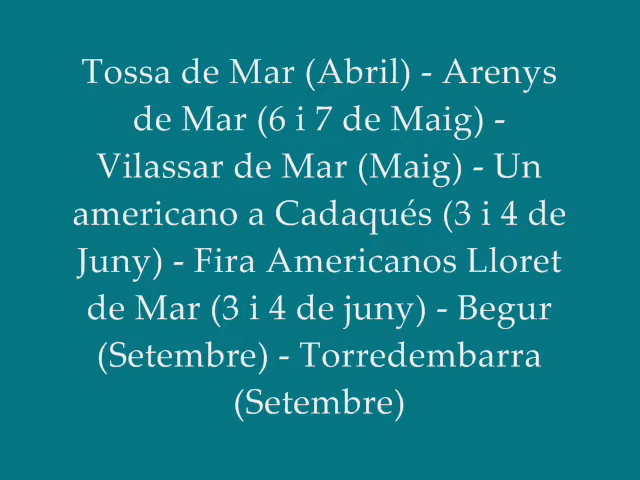 Tossa de Mar (Abril) - Arenys
de Mar (6 i 7 de Maig) -
Vilassar de Mar (Maig) - Un
americano a Cadaqués (3 i 4 de
Juny) - Fira Americanos Lloret
de Mar (3 i 4 de juny) - Begur
(Setembre) - Torredembarra
(Setembre)